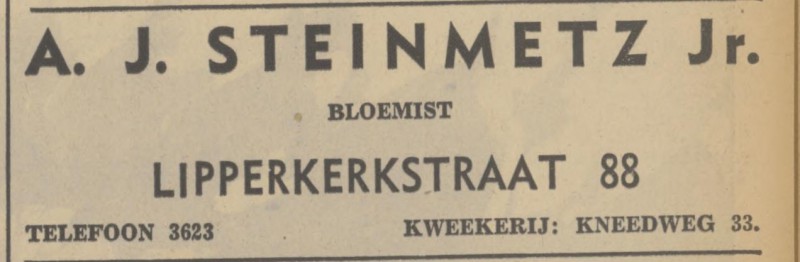 A. J. STEINMETZ Jr.
BLOEMIST
LIPPERKERKSTRAAT 88
TELEFOON 3623 KWEEKERIJ: KNEEDWEG 33.